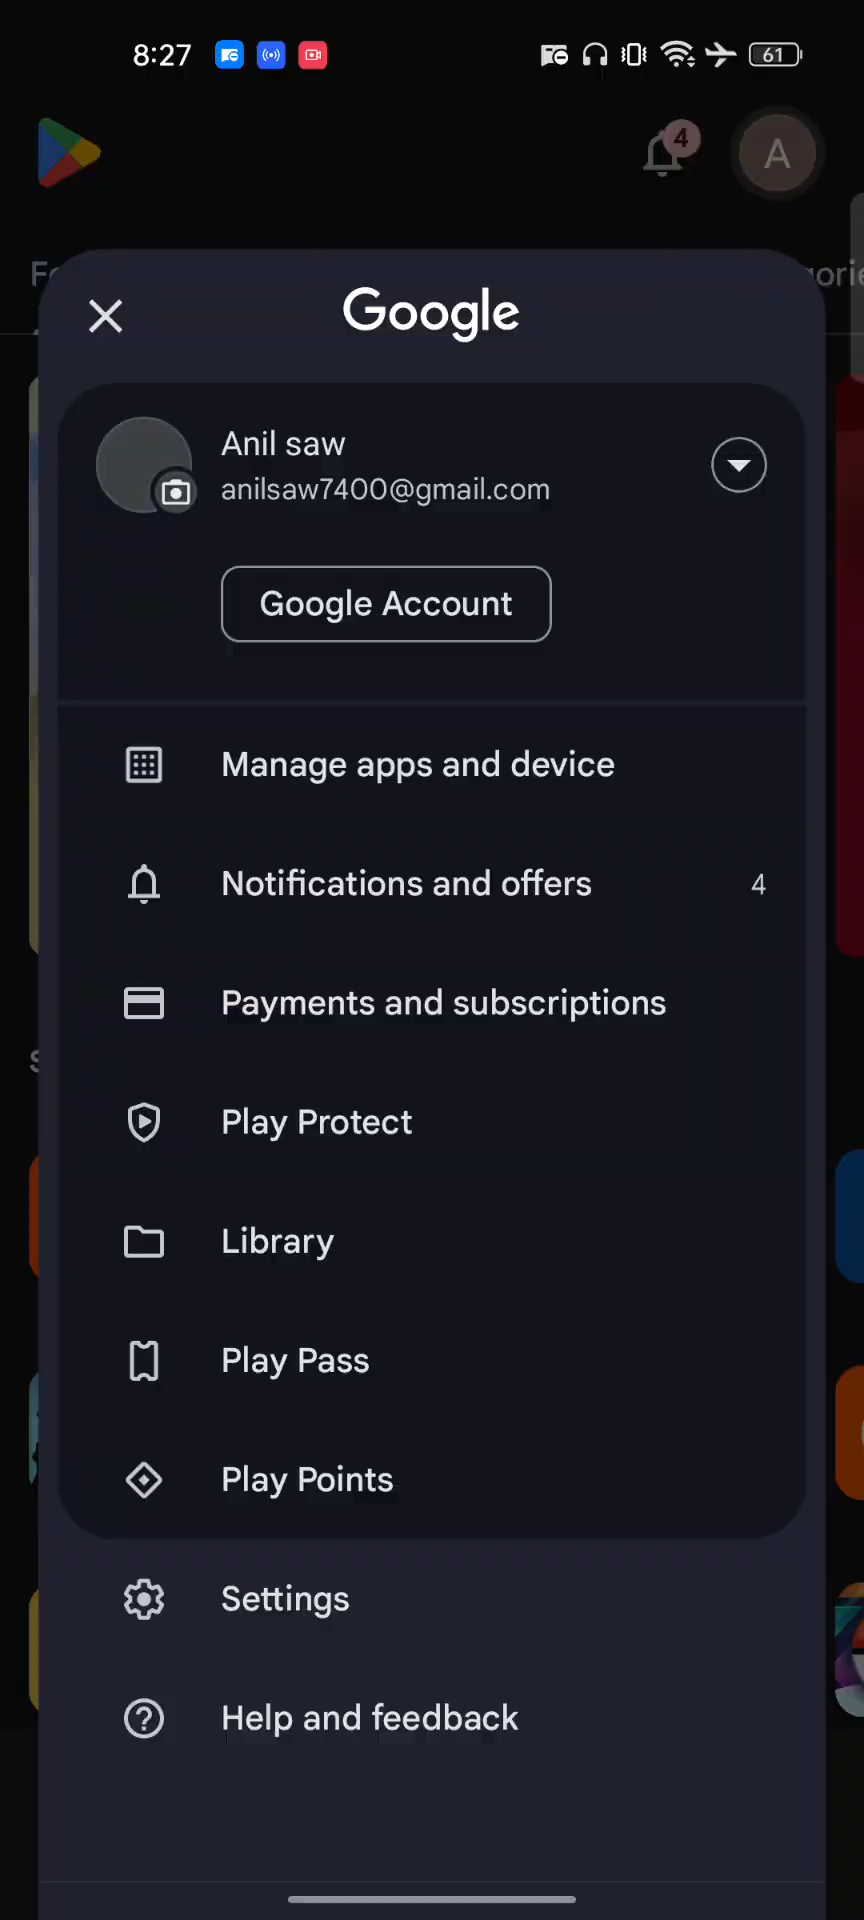 8:27
61
4
A
Google
Anil saw
anilsaw7400@gmail.com
Google Account
Manage apps and device
Notifications and offers 4
Payments and subscriptions
Play Protect
Library
Play Pass
Play Points
Settings
Help and feedback